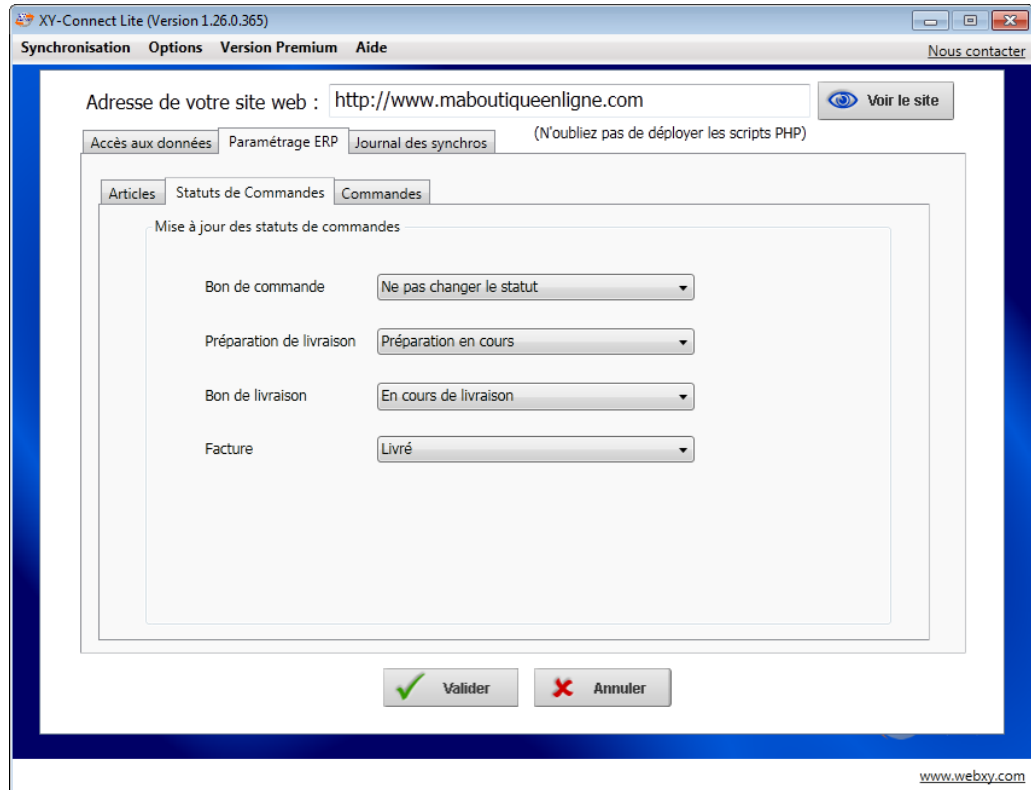 XY-Connect Lite (Version 1.26.0.365)
Synchronisation Options Version Premium Aide Nous contacter
Adresse de votre site web : http://www.maboutiqueenligne.com Voir le site
(N'oubliez pas de déployer les scripts PHP)
Accès aux données Paramétrage ERP Journal des synchros
Articles Statuts de Commandes Commandes
Mise à jour des statuts de commandes
Bon de commande Ne pas changer le statut
Préparation de livraison Préparation en cours
Bon de livraison En cours de livraison
Facture Livré
Valider Annuler
www.webxy.com